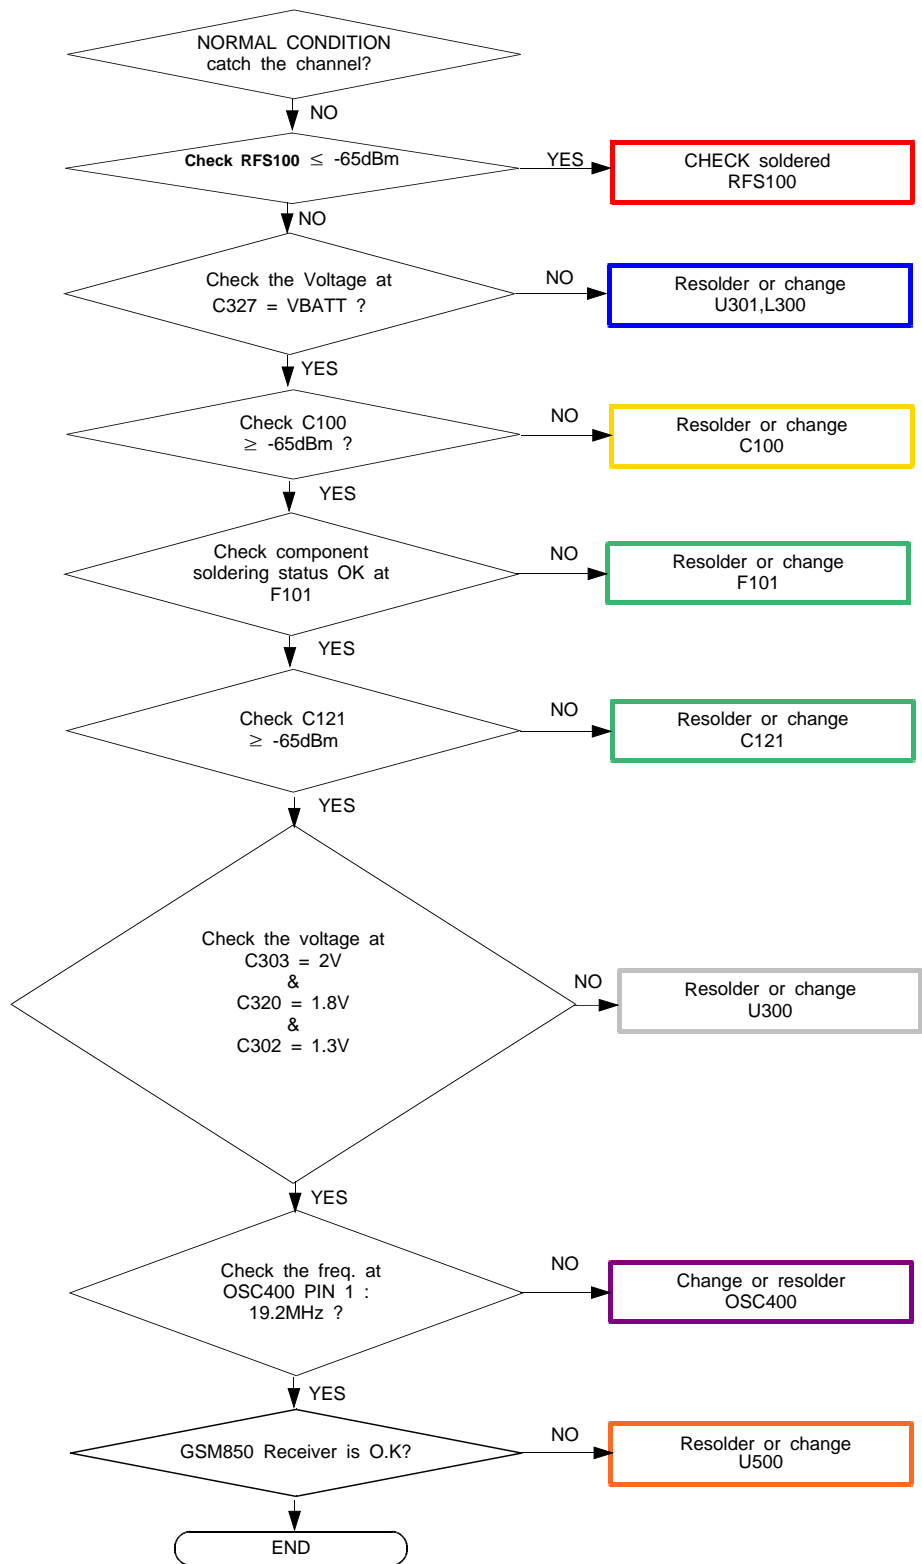 NORMAL CONDITION
catch the channel?
NO
Check RFS100 ≤ -65dBm
YES
CHECK soldered
RFS100
NO
Check the Voltage at
C327 = VBATT ?
NO
Resolder or change
U301,L300
YES
Check C100
≥ -65dBm ?
NO
Resolder or change
C100
YES
Check component
soldering status OK at
F101
NO
Resolder or change
F101
YES
Check C121
≥ -65dBm
NO
Resolder or change
C121
YES
Check the voltage at
C303 = 2V
&
C320 = 1.8V
&
C302 = 1.3V
NO
Resolder or change
U300
YES
Check the freq. at
OSC400 PIN 1 :
19.2MHz ?
NO
Change or resolder
OSC400
YES
GSM850 Receiver is O.K?
NO
Resolder or change
U500
END